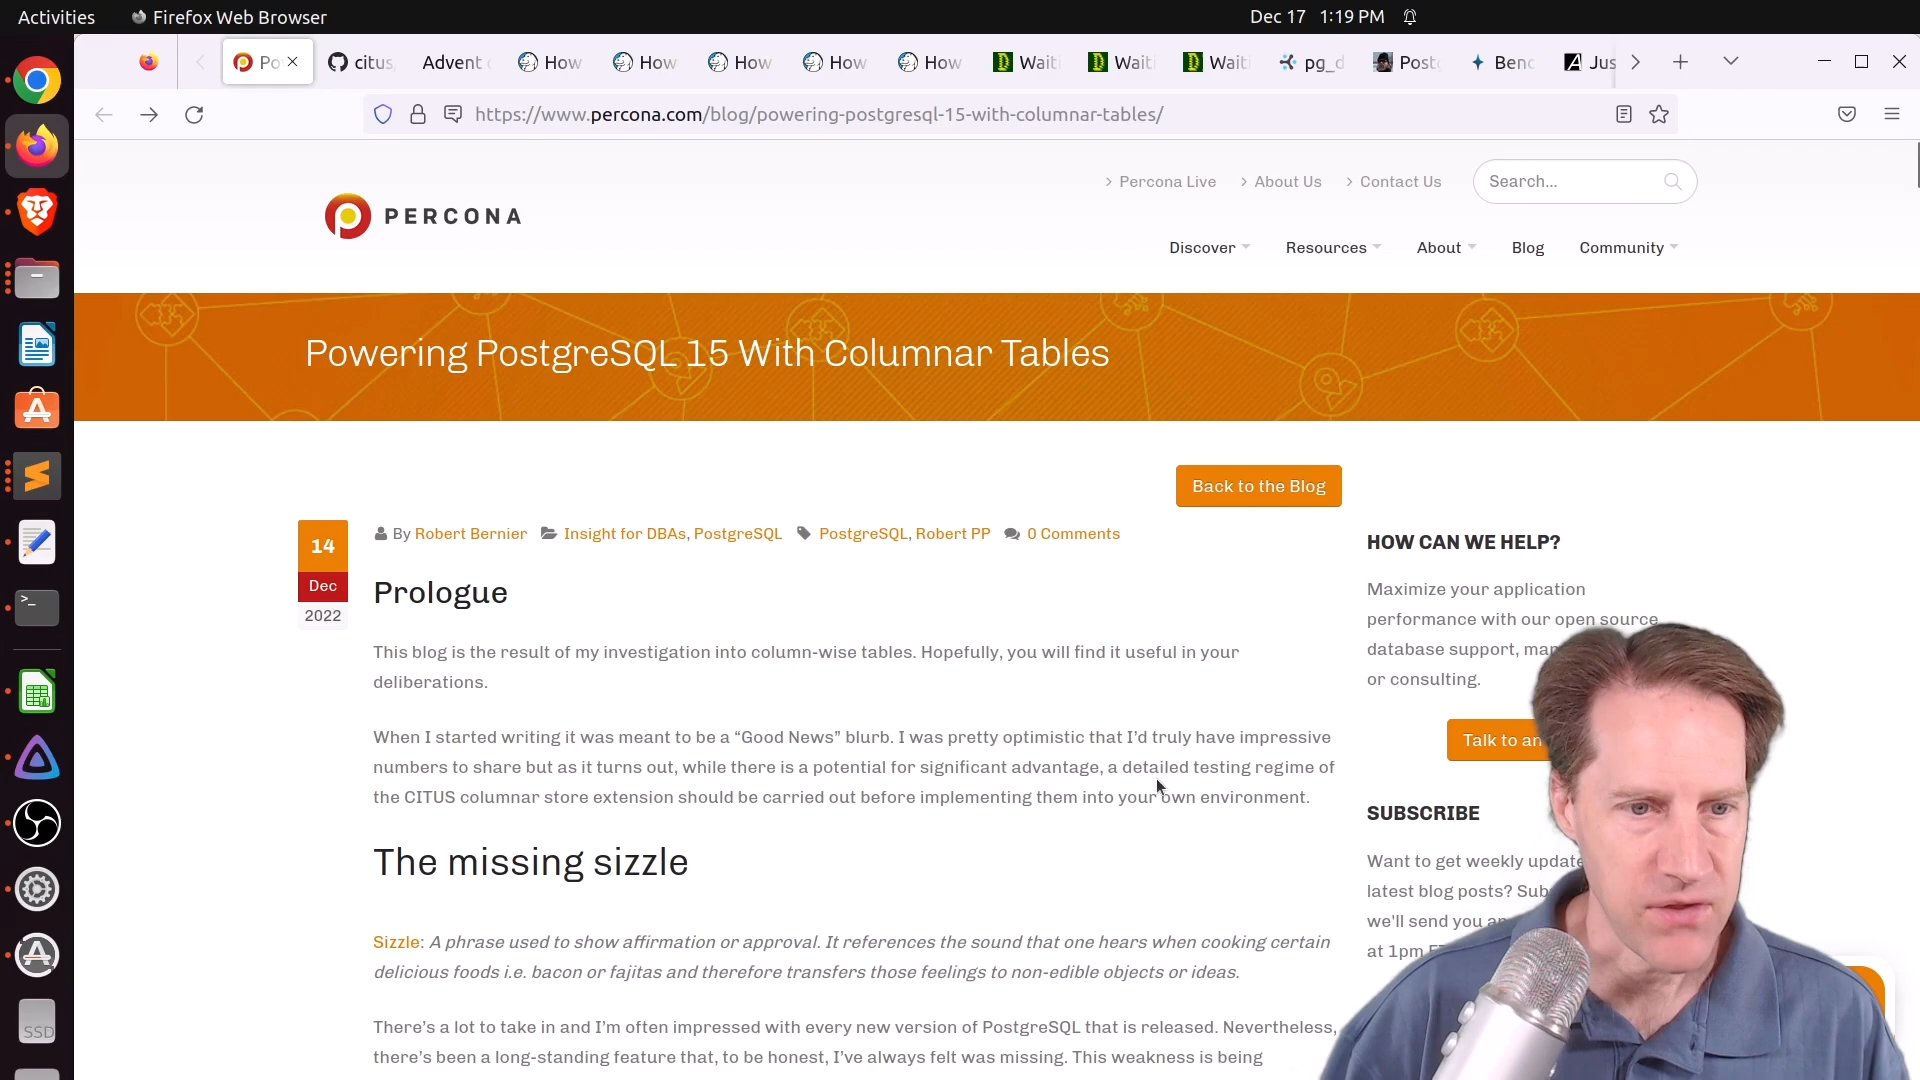 Activities
Firefox Web Browser
Dec 17 1:19 PM
Po
citus
Advent
How
How
How
How
How
Waiti
Waiti
Waiti
pg_d
Postg
Benc
Jus
https://www.percona.com/blog/powering-postgresql-15-with-columnar-tables/
> Percona Live > About Us > Contact Us
Search...
PERCONA
Discover Resources About Blog Community
Powering PostgreSQL 15 With Columnar Tables
Back to the Blog
14
Dec
2022
By Robert Bernier Insight for DBAs, PostgreSQL PostgreSQL, Robert PP 0 Comments
Prologue
This blog is the result of my investigation into column-wise tables. Hopefully, you will find it useful in your
deliberations.
When I started writing it was meant to be a “Good News” blurb. I was pretty optimistic that I’d truly have impressive
numbers to share but as it turns out, while there is a potential for significant advantage, a detailed testing regime of
the CITUS columnar store extension should be carried out before implementing them into your own environment.
The missing sizzle
Sizzle: A phrase used to show affirmation or approval. It references the sound that one hears when cooking certain
delicious foods i.e. bacon or fajitas and therefore transfers those feelings to non-edible objects or ideas.
There’s a lot to take in and I’m often impressed with every new version of PostgreSQL that is released. Nevertheless,
there’s been a long-standing feature that, to be honest, I’ve always felt was missing. This weakness is being
HOW CAN WE HELP?
Maximize your application
performance with our open source
database support, ma
or consulting.
Talk to an
SUBSCRIBE
Want to get weekly update
latest blog posts? Sub
we'll send you an
at 1pm E
SSD